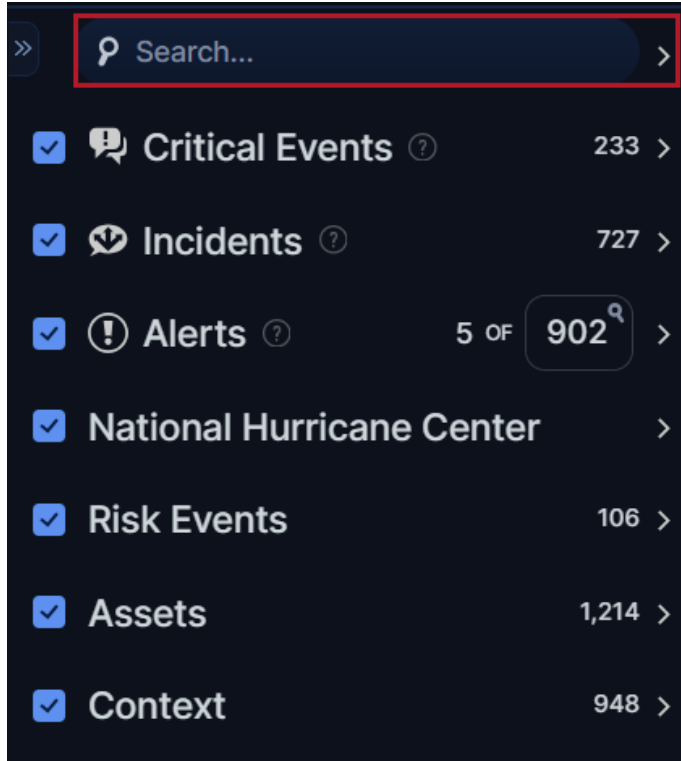 Search...
Critical Events ? 233
Incidents ? 727
Alerts ? 5 OF 902
National Hurricane Center
Risk Events 106
Assets 1,214
Context 948